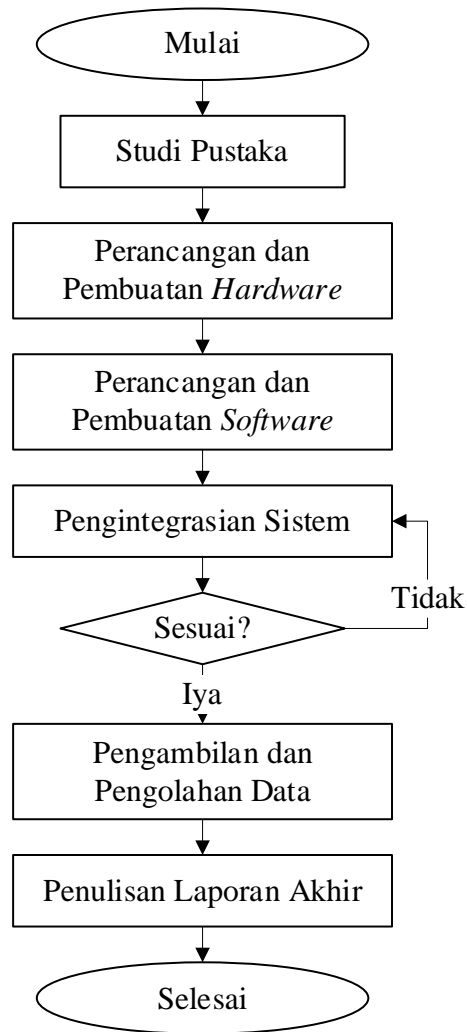 Mulai
Studi Pustaka
Perancangan dan
Pembuatan Hardware
Perancangan dan
Pembuatan Software
Pengintegrasian Sistem
Tidak
Sesuai?
Iya
Pengambilan dan
Pengolahan Data
Penulisan Laporan Akhir
Selesai